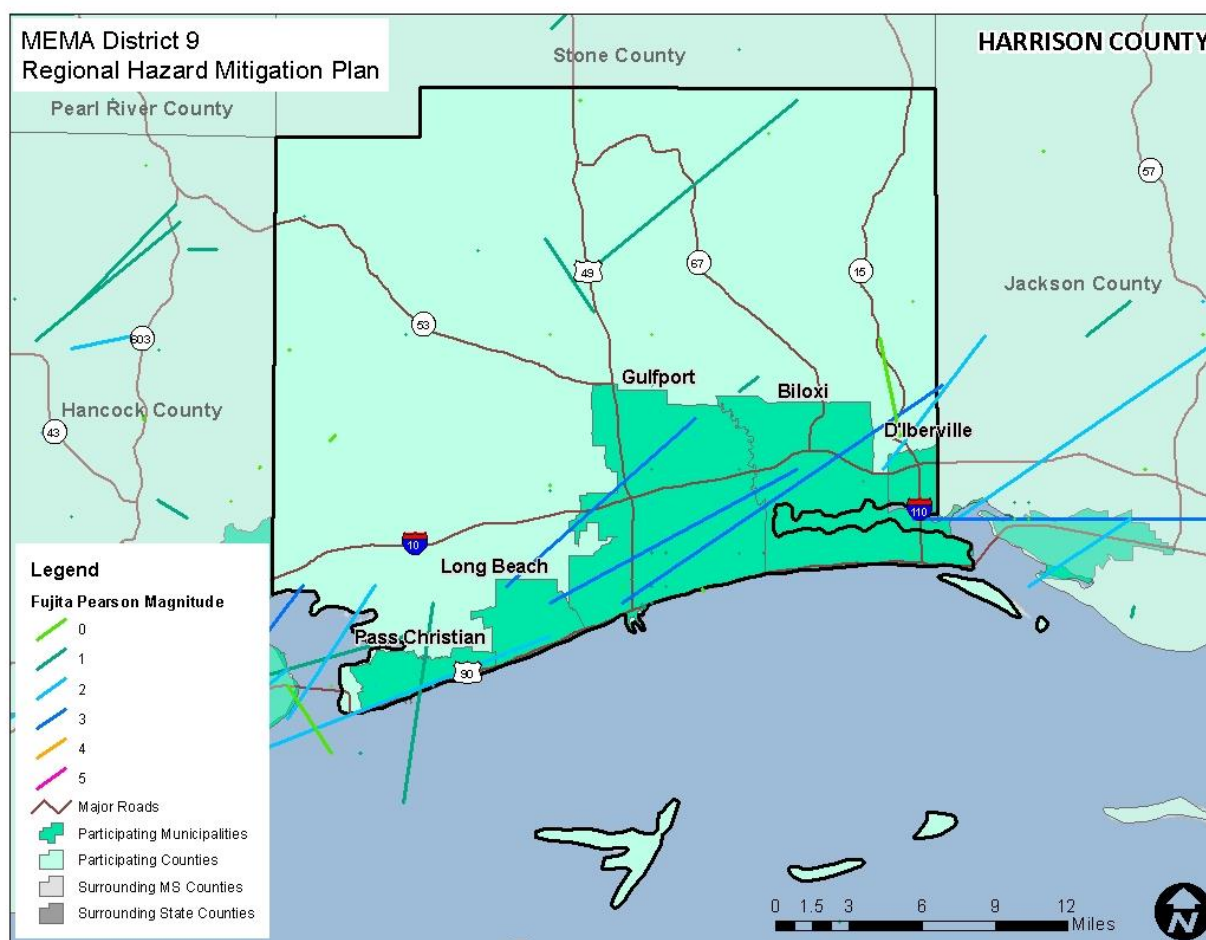 MEMA District 9
Regional Hazard Mitigation Plan
HARRISON COUNTY
Stone County
Pearl River County
57
49
67
15
Jackson County
53
603
Gulfport
Biloxi
Hancock County
43
D'Iberville
110
10
Long Beach
Pass Christian
90
Legend
Fujita Pearson Magnitude
0
1
2
3
4
5
Major Roads
Participating Municipalities
Participating Counties
Surrounding MS Counties
Surrounding State Counties
0 1.5 3 6 9 12
Miles
N